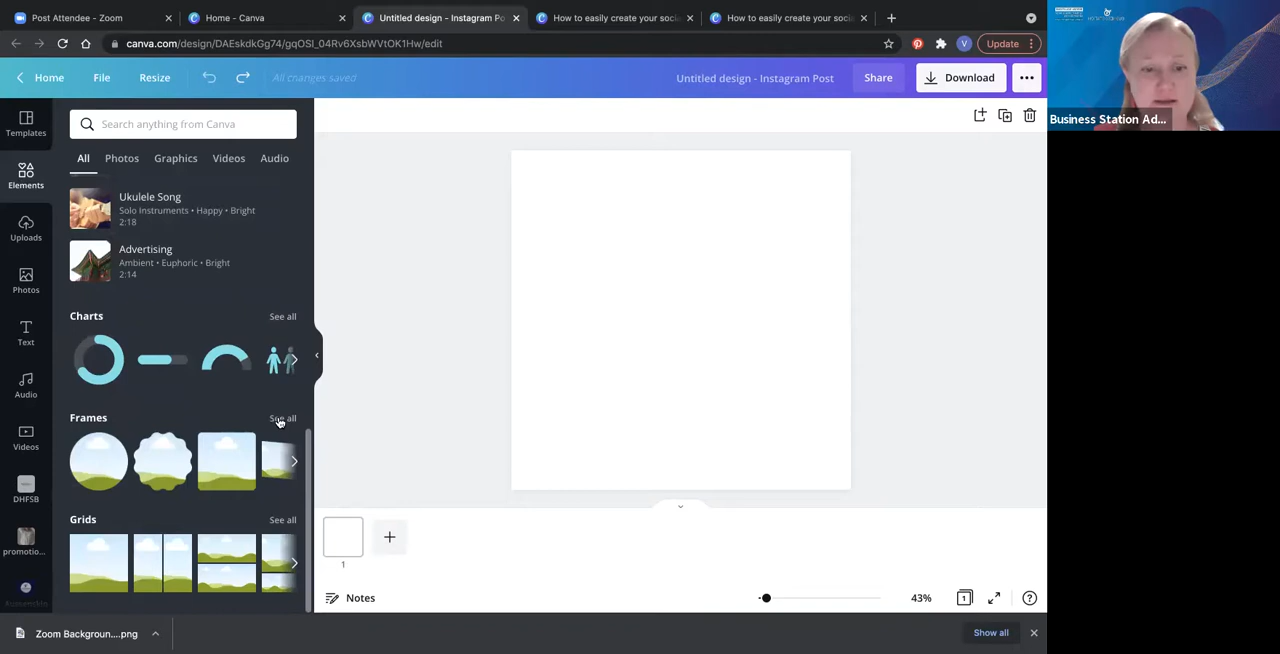 Post Attendee - Zoom
Home - Canva
Untitled design - Instagram Po
How to easily create your soci
How to easily create your socia
canva.com/design/DAEskdkGg74/gqOSI_04Rv6XsbWVtOK1Hw/edit
V
Update
Home
File
Resize
All changes saved
Untitled design - Instagram Post
Share
Download
Templates
Elements
Uploads
Photos
Text
Audio
Videos
DHFSB
promotio...
Search anything from Canva
All
Photos
Graphics
Videos
Audio
Ukulele Song
Solo Instruments • Happy • Bright
2:18
Advertising
Ambient • Euphoric • Bright
2:14
Charts
See all
Frames
See all
Grids
See all
1
Notes
43%
1
?
Business Station Ad...
Zoom Backgroun....png
Show all